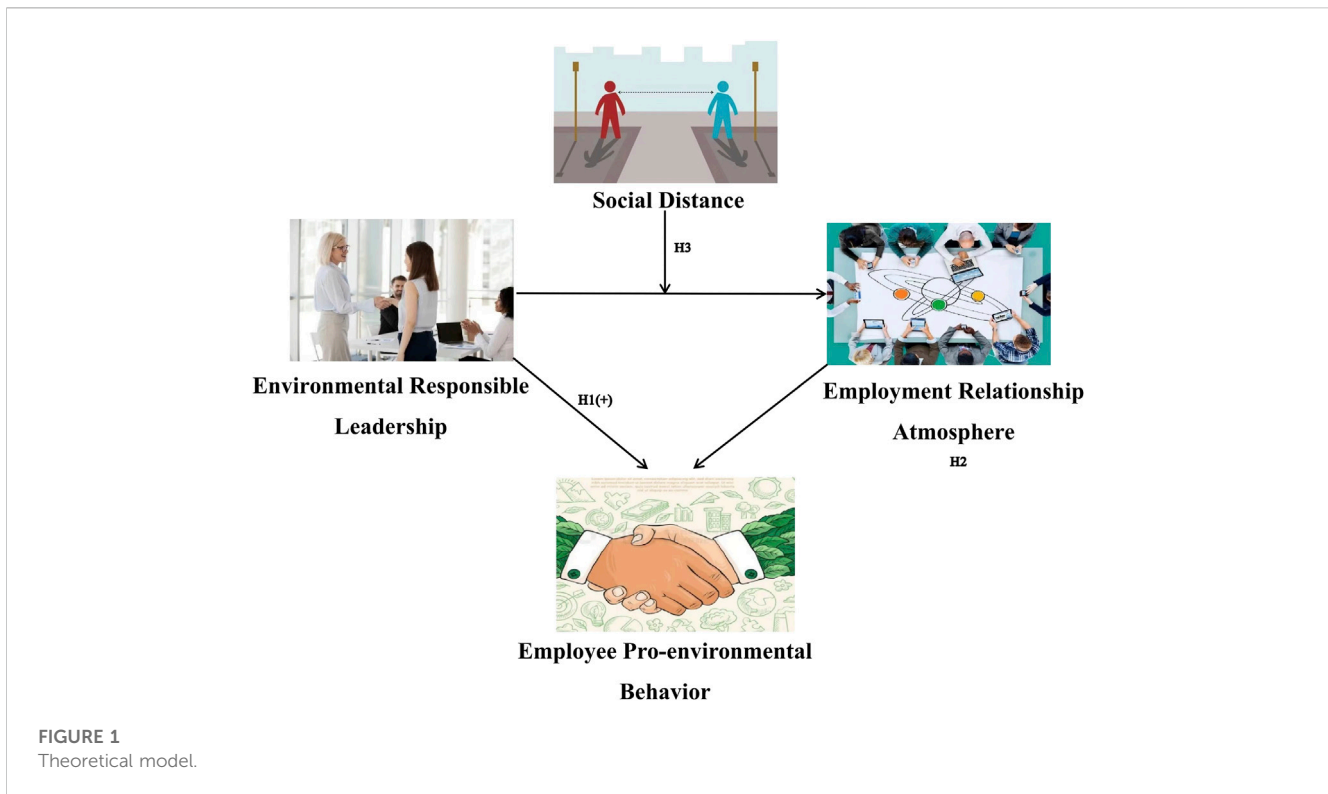 Social Distance
H3
Environmental Responsible
Leadership
H1(+)
Employment Relationship
Atmosphere
H2
Employee Pro-environmental
Behavior
FIGURE 1
Theoretical model.